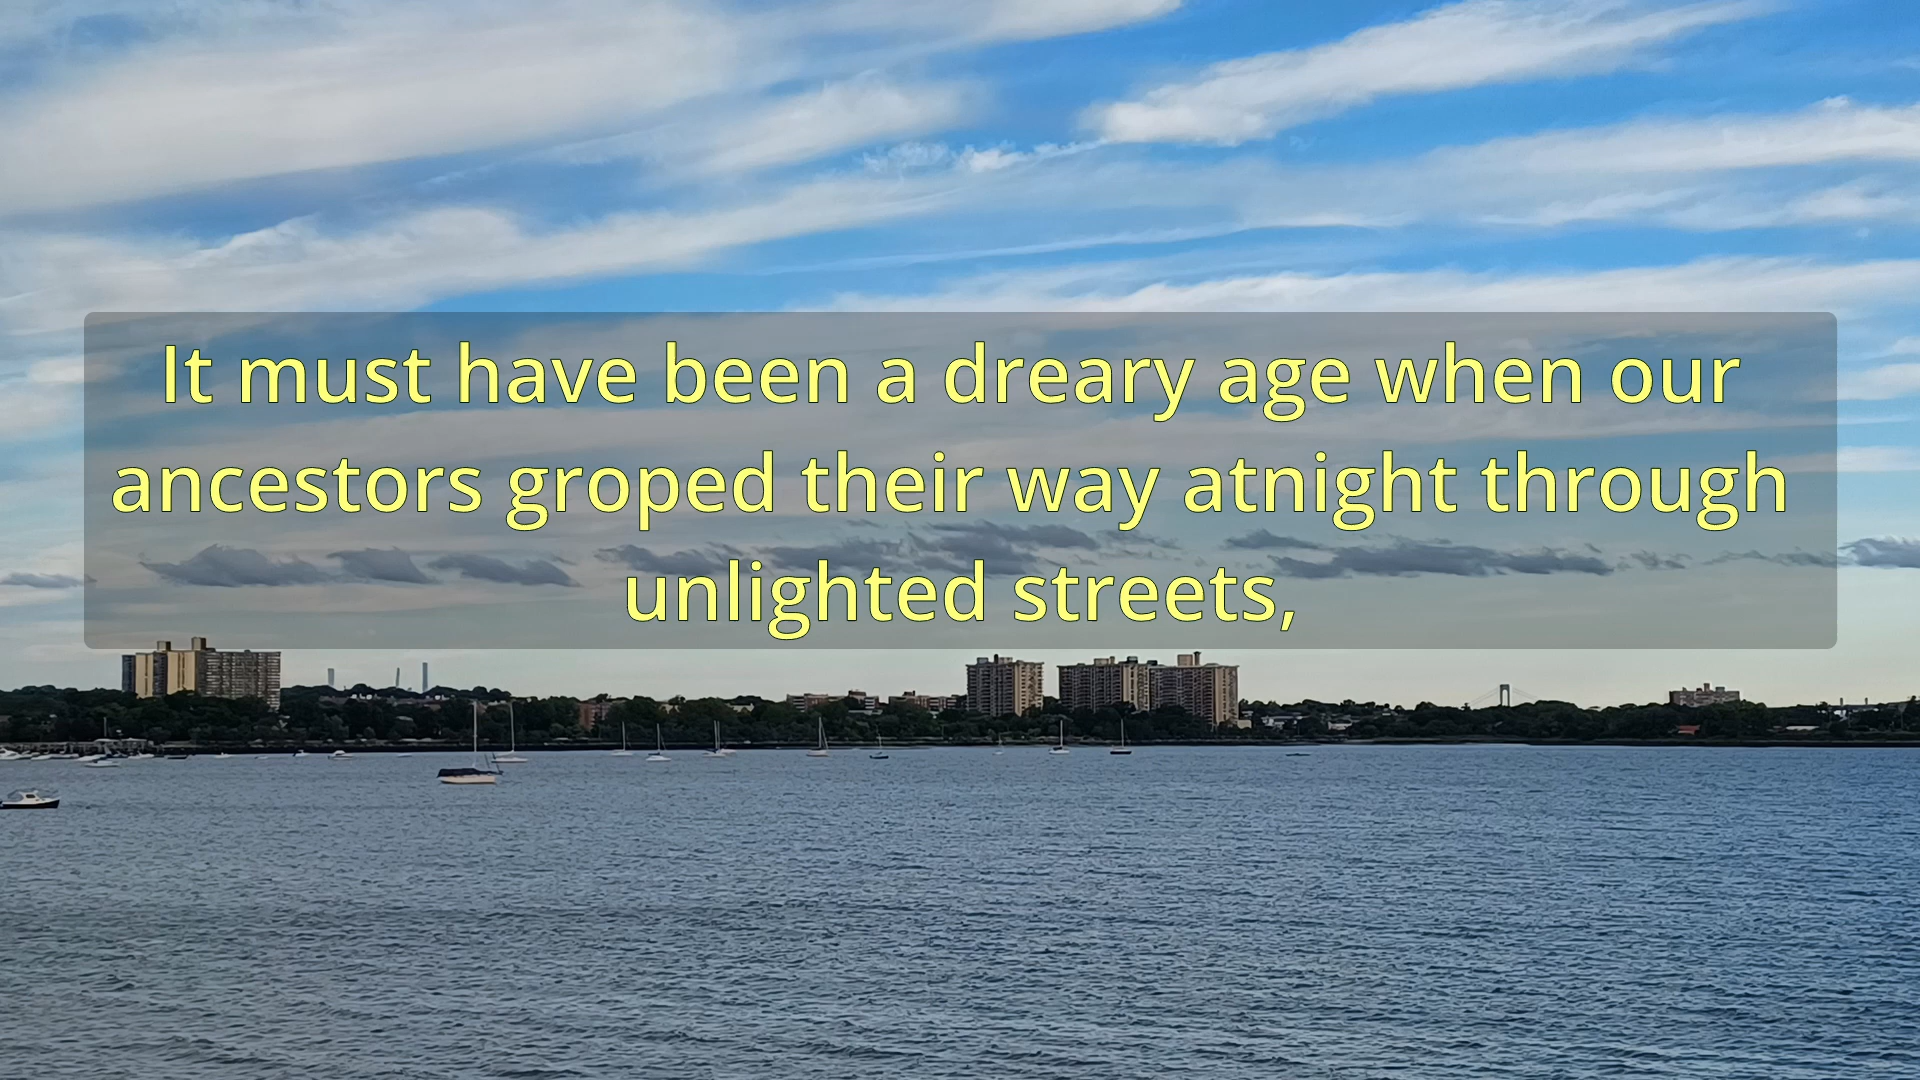 It must have been a dreary age when our
ancestors groped their way atnight through
unlighted streets,